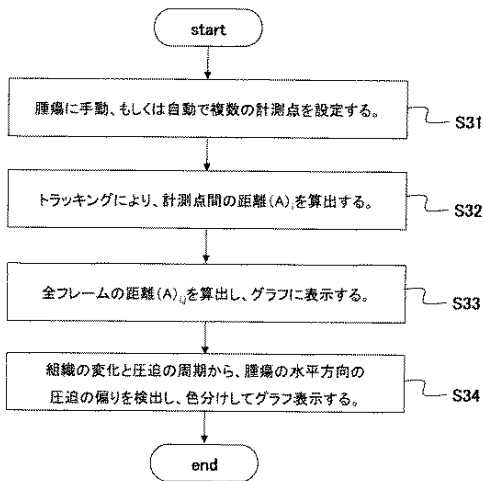 start
腫瘍に手動、もしくは自動で複数の計測点を設定する。
S31
トラッキングにより、計測点間の距離(A)ᵢを算出する。
S32
全フレームの距離(A)ᵢⱼを算出し、グラフに表示する。
S33
組織の変化と圧迫の周期から、腫瘍の水平方向の
圧迫の偏りを検出し、色分けしてグラフ表示する。
S34
end